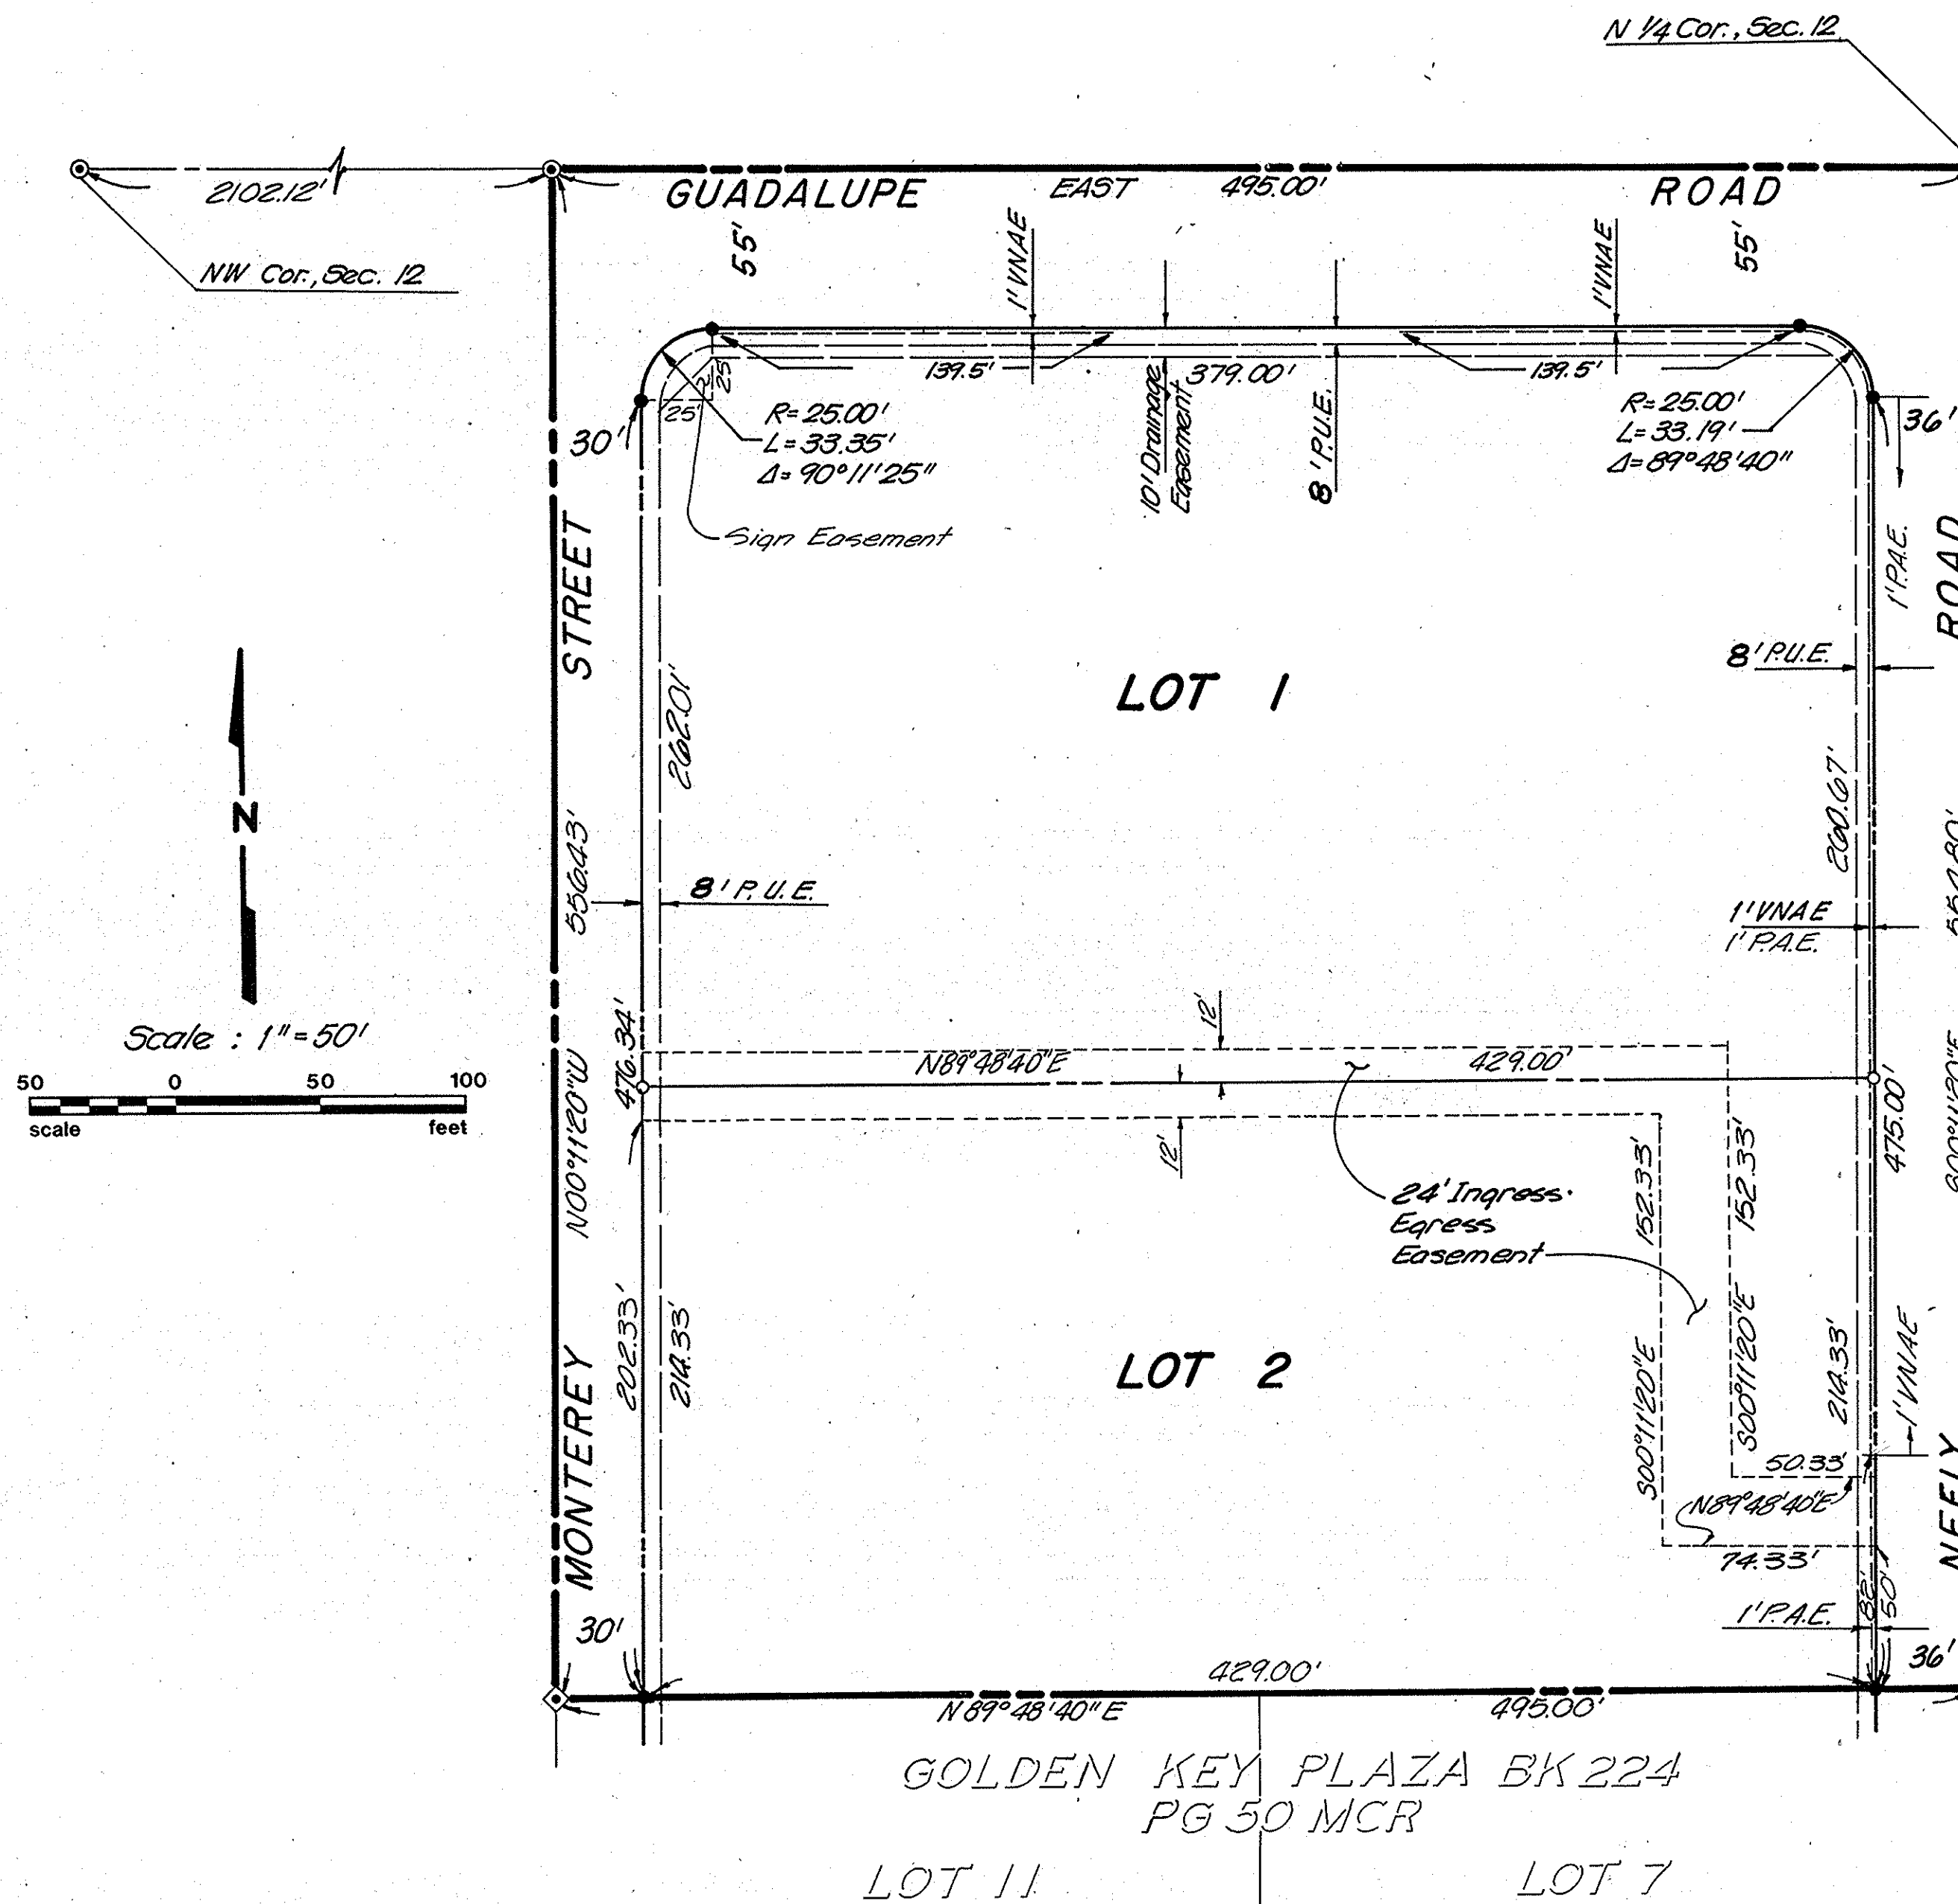 N 1/4 Cor., Sec. 12
2102.12'
GUADALUPE EAST 495.00' ROAD
NW Cor., Sec. 12
55'
1' VNAE
1' VNAE
55'
139.5'
379.00'
139.5'
25'
25'
R= 25.00'
L= 33.35'
Δ= 90°11'25"
10' Drainage
Easement
8' P.U.E.
R= 25.00'
L= 33.19'
Δ= 89°48'40"
30'
36'
Sign Easement
1' P.A.E.
STREET
ROAD
262.01'
LOT 1
8' P.U.E.
260.67'
N
556.43'
8' P.U.E.
1' VNAE
1' P.A.E.
Scale : 1" = 50'
50 0 50 100
scale feet
N00°11'20"W
476.34'
12'
N89°48'40"E
429.00'
475.00'
12'
152.33'
152.33'
24' Ingress-
Egress
Easement
202.33'
214.33'
LOT 2
S00°11'20"E
S00°11'20"E
214.33'
1' VNAE
50.33'
N89°48'40"E
74.33'
MONTEREY
NEELY
82'
50'
1' P.A.E.
30'
36'
429.00'
N 89°48'40" E
495.00'
GOLDEN KEY PLAZA BK 224
PG 50 MCR
LOT 11
LOT 7